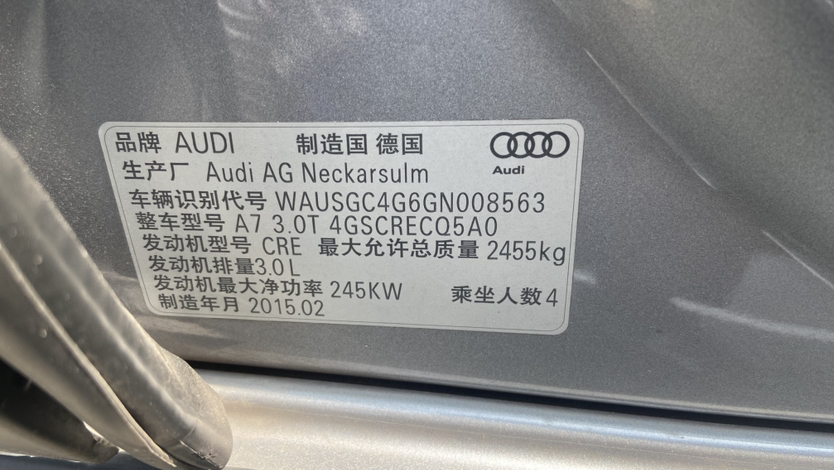 品牌 AUDI 制造国 德国
Audi
生产厂 Audi AG Neckarsulm
车辆识别代号 WAUSGC4G6GN008563
整车型号 A7 3.0T 4GSCRECQ5A0
发动机型号 CRE 最大允许总质量 2455kg
发动机排量3.0L
发动机最大净功率 245KW 乘坐人数4
制造年月 2015.02